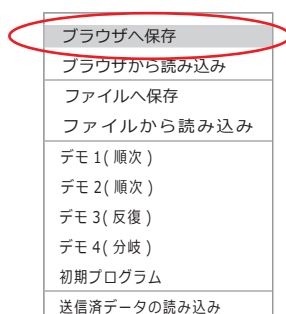 ブラウザへ保存
ブラウザから読み込み
ファイルへ保存
ファイルから読み込み
デモ1(順次)
デモ2(順次)
デモ3(反復)
デモ4(分岐)
初期プログラム
送信済データの読み込み